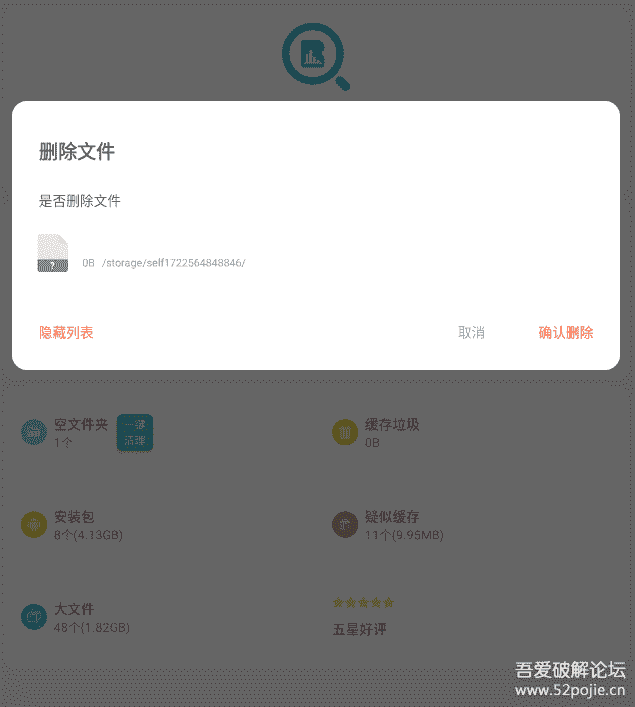 删除文件
是否删除文件
?
0B /storage/self1722564848846/
隐藏列表 取消 确认删除
空文件夹
1个
一键
清理
缓存垃圾
0B
安装包
8个(4.13GB)
疑似缓存
11个(9.95MB)
大文件
48个(1.82GB)
五星好评
吾爱破解论坛
www.52pojie.cn